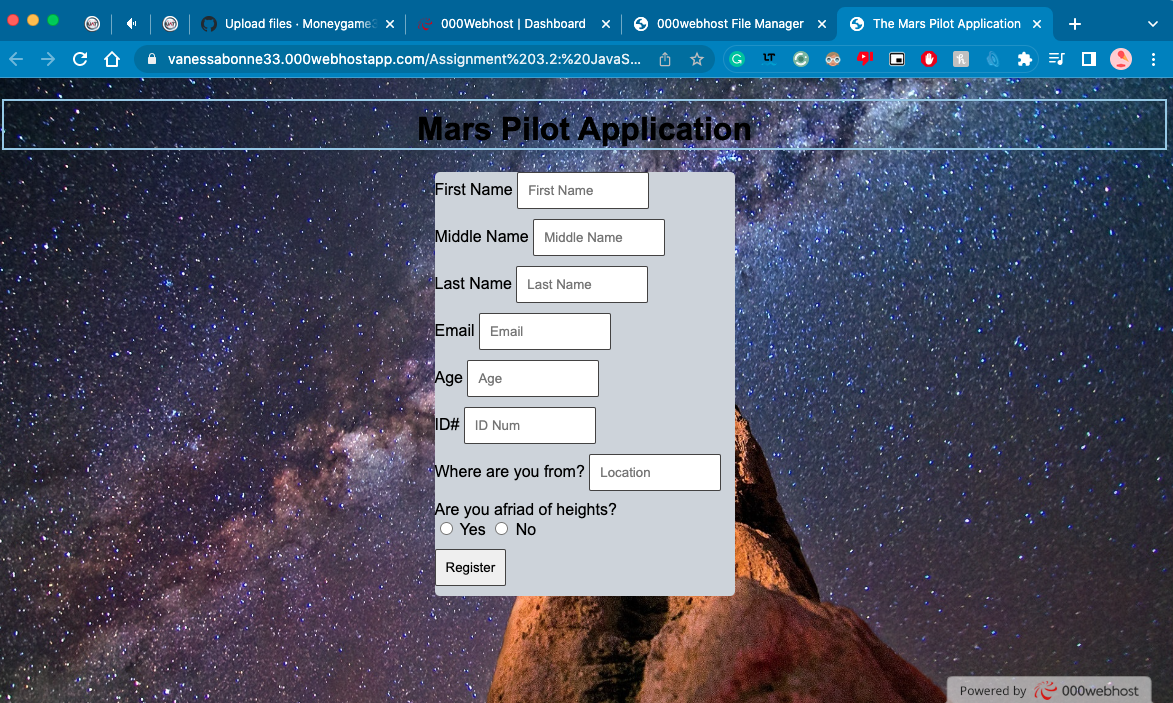 Upload files · Moneygame
000Webhost | Dashboard
000webhost File Manager
The Mars Pilot Application
vanessabonne33.000webhostapp.com/Assignment%203.2:%20JavaS...
LT
Mars Pilot Application
First Name First Name
Middle Name Middle Name
Last Name Last Name
Email Email
Age Age
ID# ID Num
Where are you from? Location
Are you afriad of heights?
Yes No
Register
Powered by 000webhost